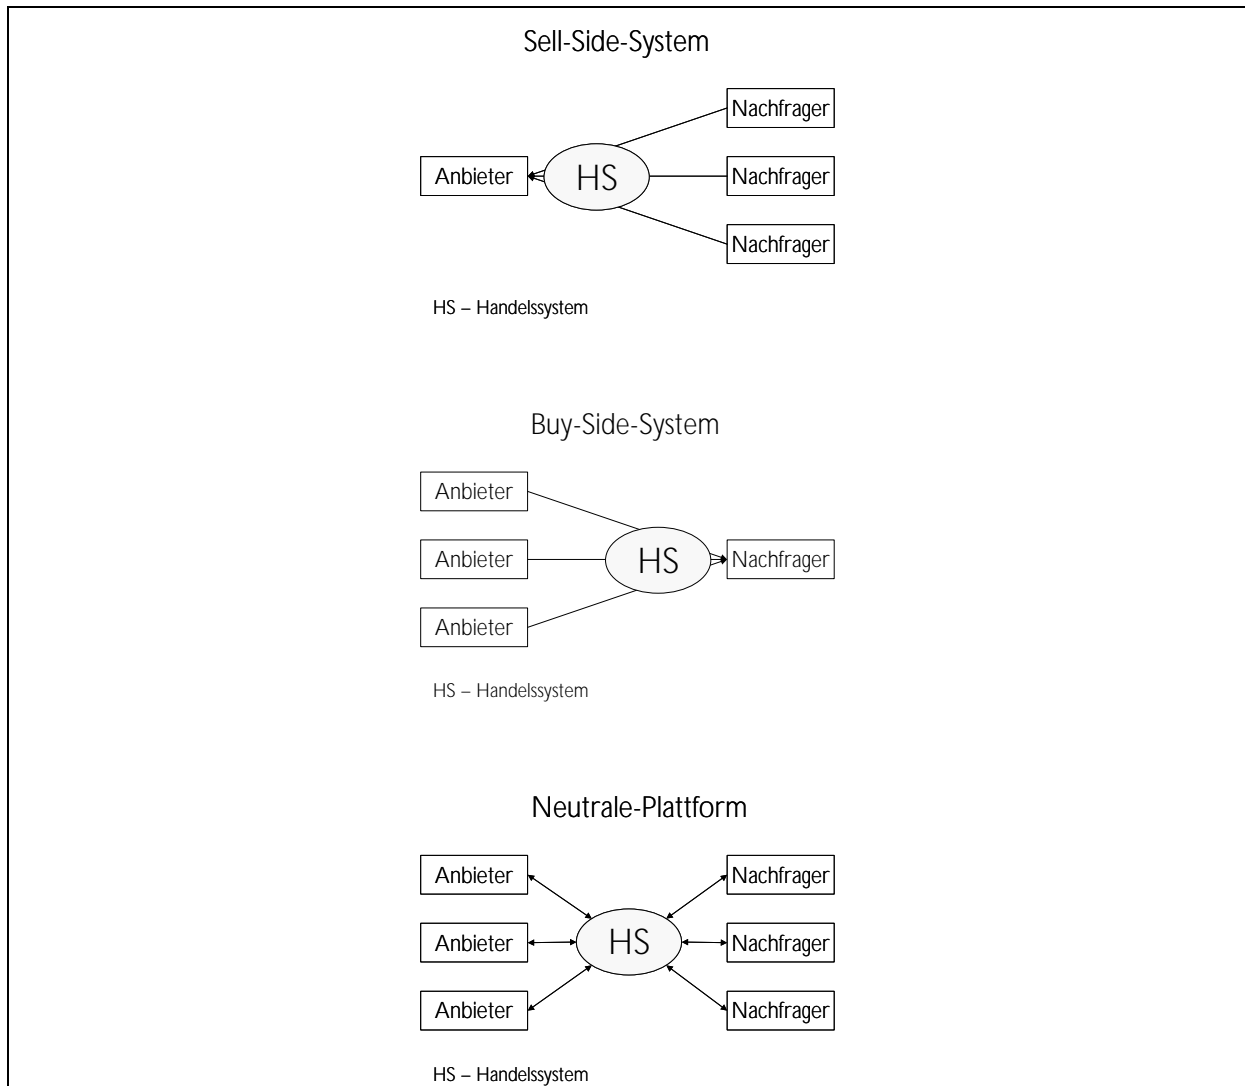 Sell-Side-System
Nachfrager
Anbieter HS Nachfrager
Nachfrager
HS – Handelssystem
Buy-Side-System
Anbieter
Anbieter HS Nachfrager
Anbieter
HS – Handelssystem
Neutrale-Plattform
Anbieter Nachfrager
Anbieter HS Nachfrager
Anbieter Nachfrager
HS – Handelssystem